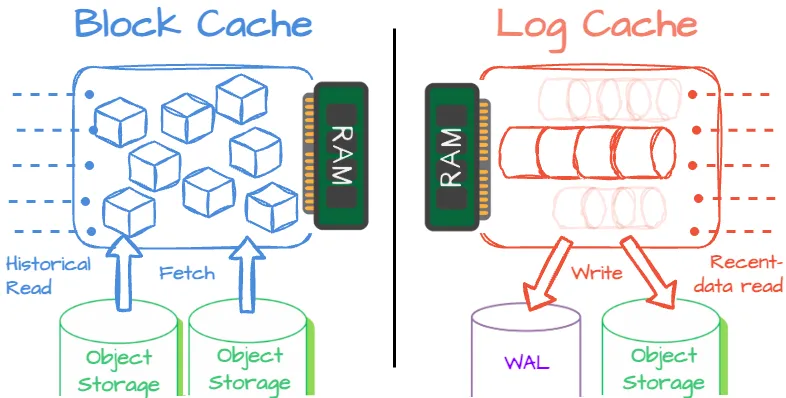 Block Cache
RAM
Historical
Read
Fetch
Object
Storage
Object
Storage
Log Cache
RAM
Write
Recent-
data read
WAL
Object
Storage